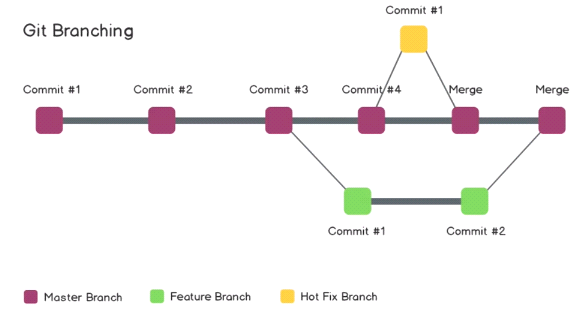 Commit #1
Git Branching
Commit #1
Commit #2
Commit #3
Commit #4
Merge
Merge
Commit #1
Commit #2
Master Branch
Feature Branch
Hot Fix Branch